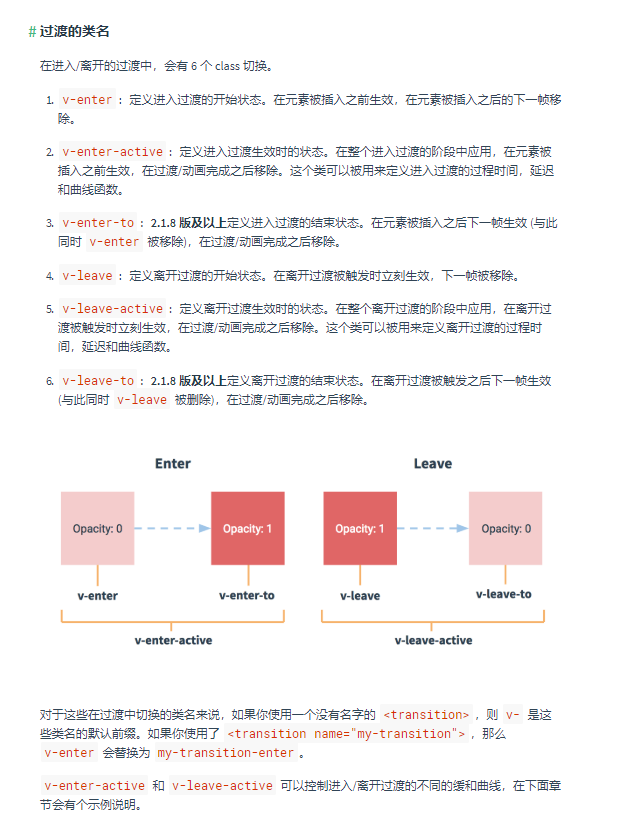 # 过渡的类名
在进入/离开的过渡中，会有 6 个 class 切换。
1. v-enter ：定义进入过渡的开始状态。在元素被插入之前生效，在元素被插入之后的下一帧移
除。
2. v-enter-active ：定义进入过渡生效时的状态。在整个进入过渡的阶段中应用，在元素被
插入之前生效，在过渡/动画完成之后移除。这个类可以被用来定义进入过渡的过程时间，延迟
和曲线函数。
3. v-enter-to ：2.1.8 版及以上定义进入过渡的结束状态。在元素被插入之后下一帧生效 (与此
同时 v-enter 被移除)，在过渡/动画完成之后移除。
4. v-leave ：定义离开过渡的开始状态。在离开过渡被触发时立刻生效，下一帧被移除。
5. v-leave-active ：定义离开过渡生效时的状态。在整个离开过渡的阶段中应用，在离开过
渡被触发时立刻生效，在过渡/动画完成之后移除。这个类可以被用来定义离开过渡的过程时
间，延迟和曲线函数。
6. v-leave-to ：2.1.8 版及以上定义离开过渡的结束状态。在离开过渡被触发之后下一帧生效
(与此同时 v-leave 被删除)，在过渡/动画完成之后移除。
Enter Leave
Opacity: 0 Opacity: 1 Opacity: 1 Opacity: 0
v-enter v-enter-to v-leave v-leave-to
v-enter-active v-leave-active
对于这些在过渡中切换的类名来说，如果你使用一个没有名字的 <transition>，则 v- 是这
些类名的默认前缀。如果你使用了 <transition name="my-transition">，那么
v-enter 会替换为 my-transition-enter。
v-enter-active 和 v-leave-active 可以控制进入/离开过渡的不同的缓和曲线，在下面章
节会有个示例说明。